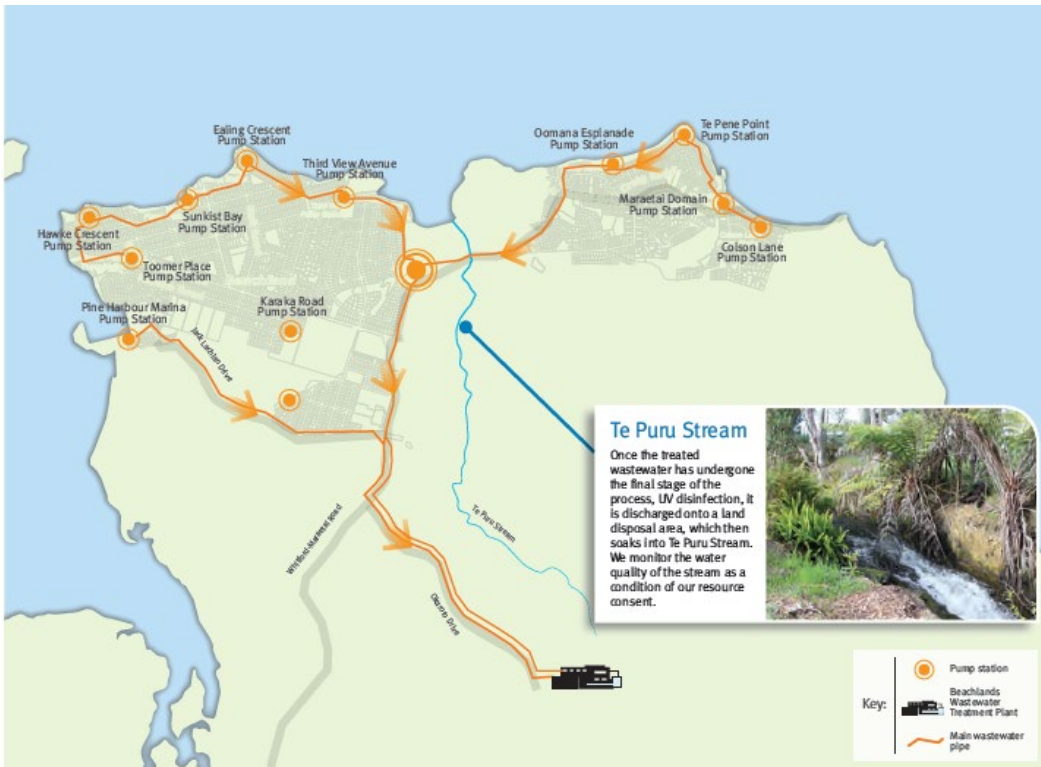 Ealing Crescent
Pump Station
Third View Avenue
Pump Station
Oomana Esplanade
Pump Station
Te Pene Point
Pump Station
Sunkist Bay
Pump Station
Maraetai Domain
Pump Station
Hawke Crescent
Pump Station
Colson Lane
Pump Station
Toomer Place
Pump Station
Pine Harbour Marina
Pump Station
Karaka Road
Pump Station
Jack Lachlan Drive
Te Puru Stream
Once the treated
wastewater has undergone
the final stage of the
process, UV disinfection, it
is discharged onto a land
disposal area, which then
soaks into Te Puru Stream.
We monitor the water
quality of the stream as a
condition of our resource
consent.
Te Puru Stream
Whitford-Maraetai Road
Drive
Key:
Pump station
Beachlands
Wastewater
Treatment Plant
Main wastewater
pipe